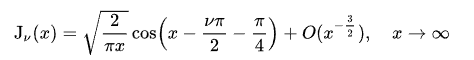 J_ν(x) = √(2/(πx)) cos(x − νπ/2 − π/4) + O(x^(−3/2)), x → ∞